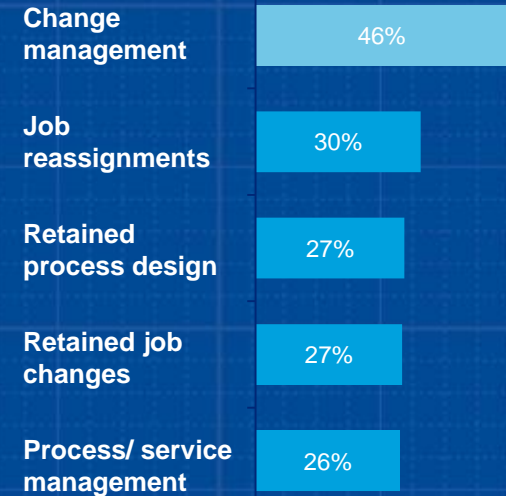 Change
management
46%
Job
reassignments
30%
Retained
process design
27%
Retained job
changes
27%
Process/ service
management
26%